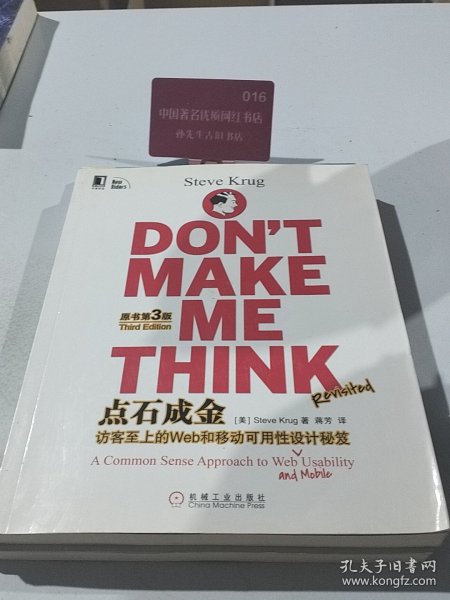 016
中国著名优质网红书店
孙先生古旧书店
Steve Krug
New Riders
DON'T
MAKE
ME
THINK
原书第3版
Third Edition
Revisited
点石成金
[美] Steve Krug 著 蒋芳 译
访客至上的Web和移动可用性设计秘笈
A Common Sense Approach to Web Usability
and Mobile
机械工业出版社
China Machine Press
孔夫子旧书网
www.kongfz.com